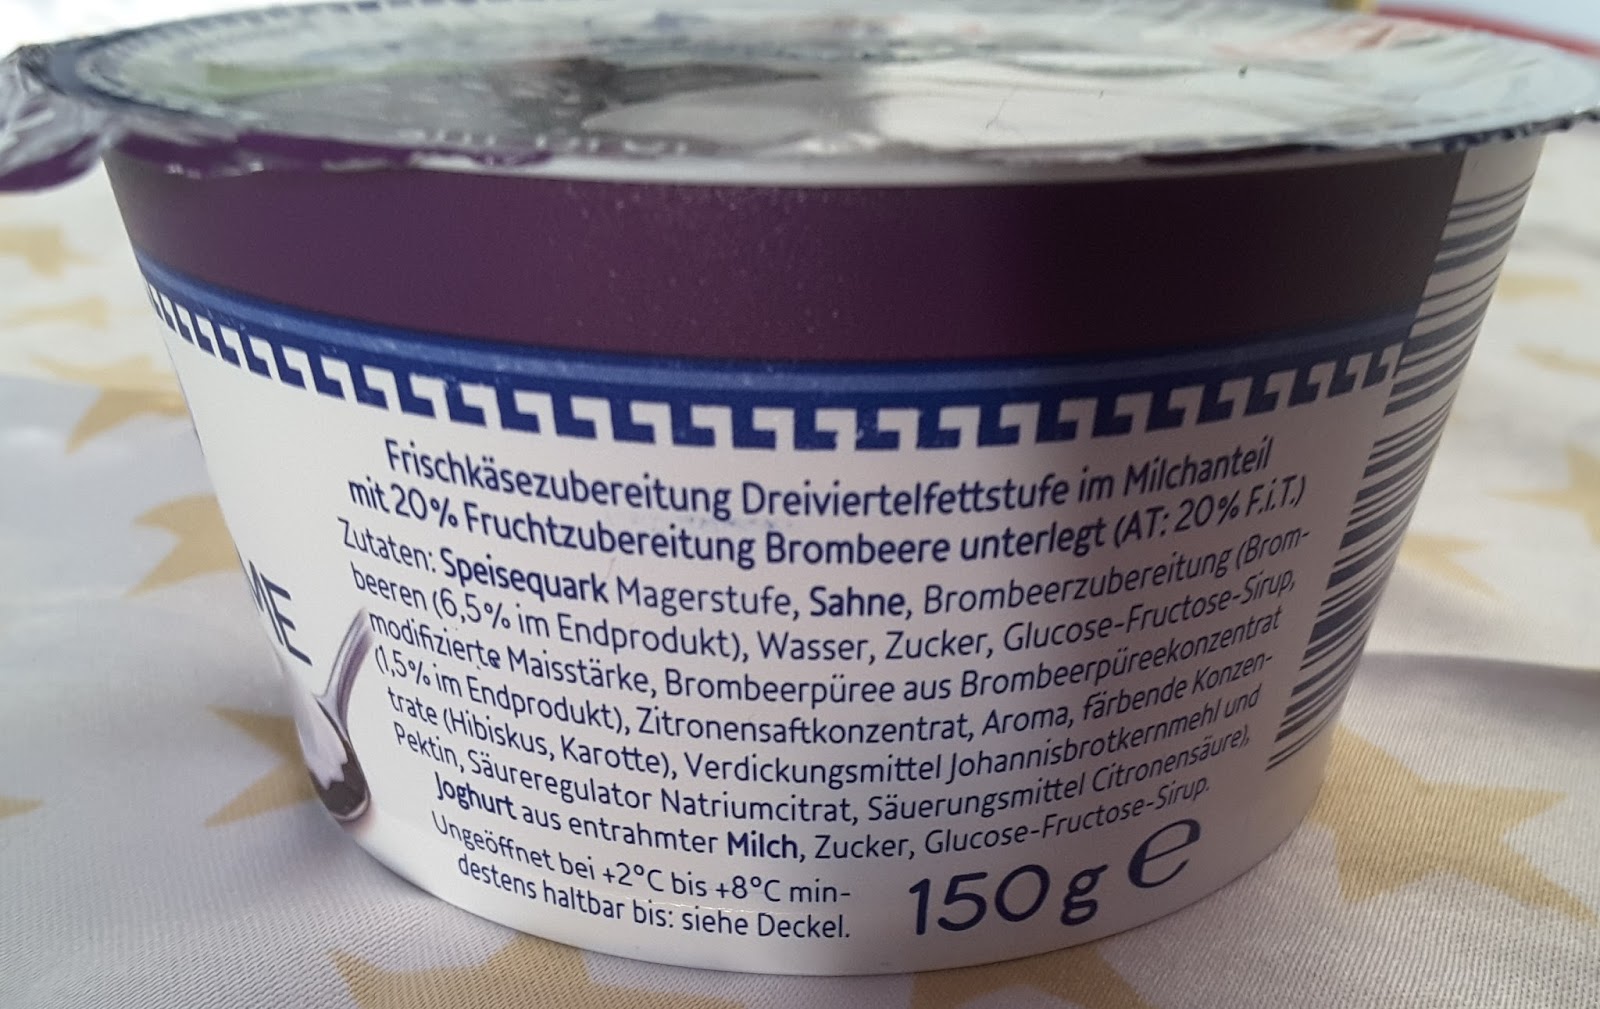 Frischkäsezubereitung Dreiviertelfettstufe im Milchanteil
mit 20% Fruchtzubereitung Brombeere unterlegt (AT: 20% F.i.T.)
Zutaten: Speisequark Magerstufe, Sahne, Brombeerzubereitung (Brom-
beeren (6,5% im Endprodukt), Wasser, Zucker, Glucose-Fructose-Sirup,
modifizierte Maisstärke, Brombeerpüree aus Brombeerpüreekonzentrat
(1,5% im Endprodukt), Zitronensaftkonzentrat, Aroma, färbende Konzen-
trate (Hibiskus, Karotte), Verdickungsmittel Johannisbrotkernmehl und
Pektin, Säureregulator Natriumcitrat, Säuerungsmittel Citronensäure),
Joghurt aus entrahmter Milch, Zucker, Glucose-Fructose-Sirup.
Ungeöffnet bei +2°C bis +8°C min-
destens haltbar bis: siehe Deckel.
150 g e